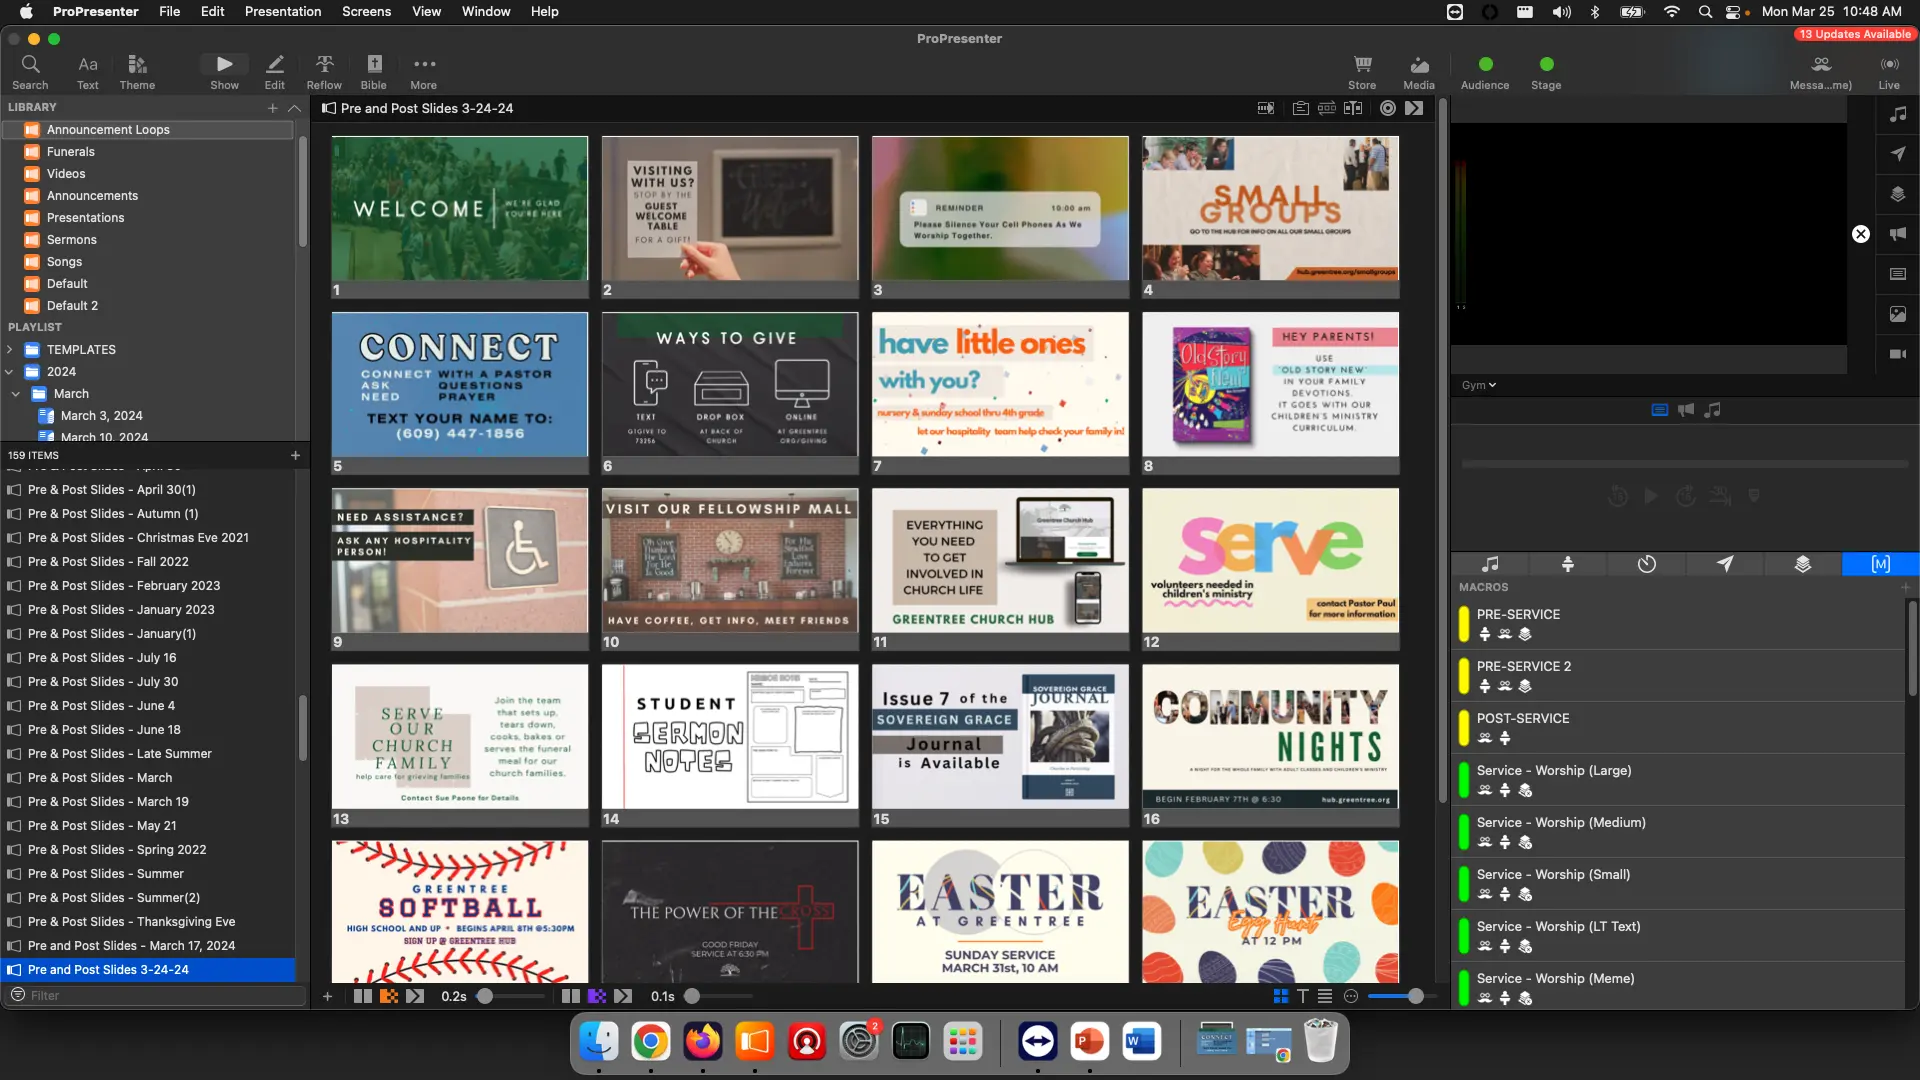 ProPresenter File Edit Presentation Screens View Window Help
Mon Mar 25 10:48 AM
ProPresenter
13 Updates Available
Search Text Theme Show Edit Reflow Bible More
Store Media Audience Stage Messa...me) Live
LIBRARY
Announcement Loops
Funerals
Videos
Announcements
Presentations
Sermons
Songs
Default
Default 2
PLAYLIST
TEMPLATES
2024
March
March 3, 2024
March 10, 2024
159 ITEMS
Pre & Post Slides - April 30(1)
Pre & Post Slides - Autumn (1)
Pre & Post Slides - Christmas Eve 2021
Pre & Post Slides - Fall 2022
Pre & Post Slides - February 2023
Pre & Post Slides - January 2023
Pre & Post Slides - January(1)
Pre & Post Slides - July 16
Pre & Post Slides - July 30
Pre & Post Slides - June 4
Pre & Post Slides - June 18
Pre & Post Slides - Late Summer
Pre & Post Slides - March
Pre & Post Slides - March 19
Pre & Post Slides - May 21
Pre & Post Slides - Spring 2022
Pre & Post Slides - Summer
Pre & Post Slides - Summer(2)
Pre & Post Slides - Thanksgiving Eve
Pre and Post Slides - March 17, 2024
Pre and Post Slides 3-24-24
Filter
Pre and Post Slides 3-24-24
WELCOME
WE'RE GLAD
YOU'RE HERE
1
VISITING
WITH US?
STOP BY THE
GUEST
WELCOME
TABLE
FOR A GIFT!
2
REMINDER 10:00 am
Please Silence Your Cell Phones As We
Worship Together.
3
SMALL
GROUPS
GO TO THE HUB FOR INFO ON ALL OUR SMALL GROUPS
hub.greentree.org/smallgroups
4
CONNECT
CONNECT WITH A PASTOR
ASK QUESTIONS
NEED PRAYER
TEXT YOUR NAME TO:
(609) 447-1856
5
WAYS TO GIVE
TEXT
GTGIVE TO
73256
DROP BOX
AT BACK OF
CHURCH
ONLINE
AT GREENTREE
.ORG/GIVING
6
have little ones
with you?
nursery & sunday school thru 4th grade
let our hospitality team help check your family in!
7
Old Story
New
HEY PARENTS!
USE
"OLD STORY NEW"
IN YOUR FAMILY
DEVOTIONS.
IT GOES WITH OUR
CHILDREN'S MINISTRY
CURRICULUM.
8
NEED ASSISTANCE?
ASK ANY HOSPITALITY
PERSON!
9
VISIT OUR FELLOWSHIP MALL
HAVE COFFEE, GET INFO, MEET FRIENDS
10
EVERYTHING
YOU NEED
TO GET
INVOLVED IN
CHURCH LIFE
Greentree Church Hub
GREENTREE CHURCH HUB
11
serve
volunteers needed in
children's ministry
contact Pastor Paul
for more information
12
SERVE
OUR
CHURCH
FAMILY
help care for grieving families
Join the team
that sets up,
tears down,
cooks, bakes or
serves the funeral
meal for our
church families.
Contact Sue Paone for Details
13
STUDENT
SERMON
NOTES
14
Issue 7 of the
SOVEREIGN GRACE
Journal
is Available
SOVEREIGN GRACE
JOURNAL
15
COMMUNITY
NIGHTS
A NIGHT FOR THE WHOLE FAMILY WITH ADULT CLASSES AND CHILDREN'S MINISTRY
BEGIN FEBRUARY 7TH @ 6:30 hub.greentree.org
16
GREENTREE
SOFTBALL
HIGH SCHOOL AND UP • BEGINS APRIL 8TH @5:30PM
SIGN UP @ GREENTREE HUB
THE POWER OF THE CROSS
GOOD FRIDAY
SERVICE AT 6:30 PM
EASTER
AT GREENTREE
SUNDAY SERVICE
MARCH 31st, 10 AM
EASTER
Egg Hunt
AT 12 PM
0.2s 0.1s
Gym
MACROS
PRE-SERVICE
PRE-SERVICE 2
POST-SERVICE
Service - Worship (Large)
Service - Worship (Medium)
Service - Worship (Small)
Service - Worship (LT Text)
Service - Worship (Meme)
2